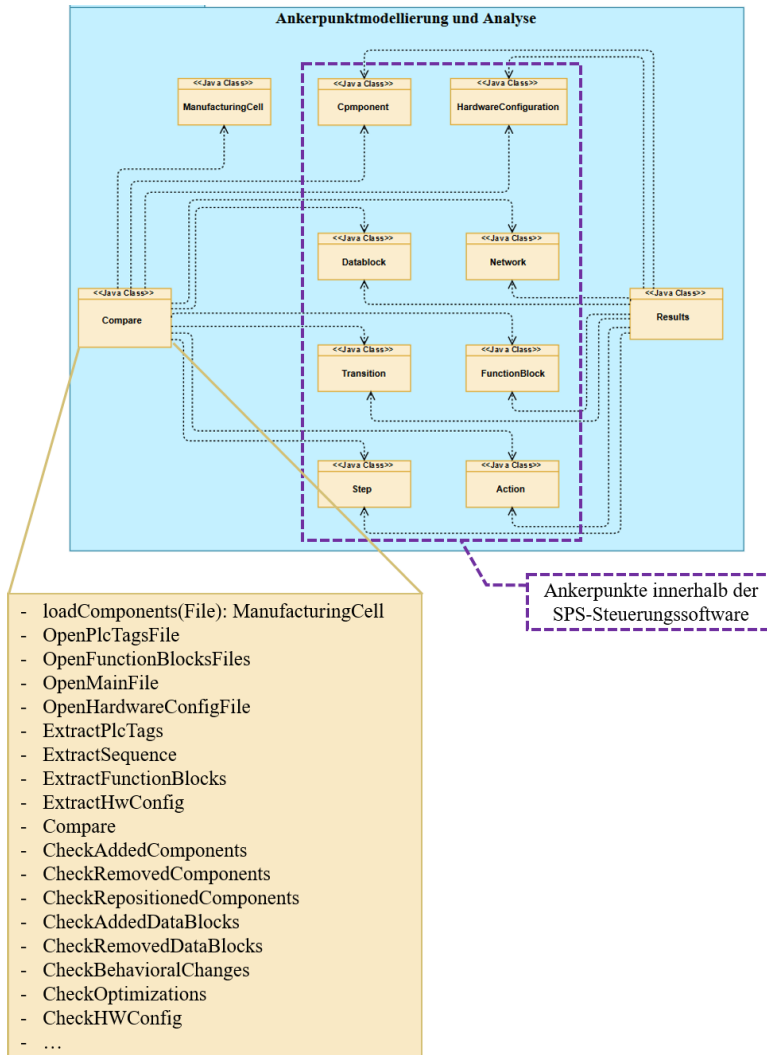 Ankerpunktmodellierung und Analyse
<<Java Class>>
ManufacturingCell
<<Java Class>>
Cpmponent
<<Java Class>>
HardwareConfiguration
<<Java Class>>
Datablock
<<Java Class>>
Network
<<Java Class>>
Compare
<<Java Class>>
Results
<<Java Class>>
Transition
<<Java Class>>
FunctionBlock
<<Java Class>>
Step
<<Java Class>>
Action
Ankerpunkte innerhalb der
SPS-Steuerungssoftware
- loadComponents(File): ManufacturingCell
- OpenPlcTagsFile
- OpenFunctionBlocksFiles
- OpenMainFile
- OpenHardwareConfigFile
- ExtractPlcTags
- ExtractSequence
- ExtractFunctionBlocks
- ExtractHwConfig
- Compare
- CheckAddedComponents
- CheckRemovedComponents
- CheckRepositionedComponents
- CheckAddedDataBlocks
- CheckRemovedDataBlocks
- CheckBehavioralChanges
- CheckOptimizations
- CheckHWConfig
- …